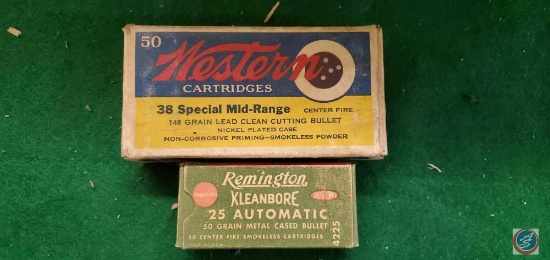 50
Western
CARTRIDGES
38 Special Mid-Range CENTER FIRE
148 GRAIN LEAD CLEAN CUTTING BULLET
NICKEL PLATED CASE
NON-CORROSIVE PRIMING—SMOKELESS POWDER
Remington
KLEANBORE
25 AUTOMATIC
50 GRAIN METAL CASED BULLET
50 CENTER FIRE SMOKELESS CARTRIDGES
4225